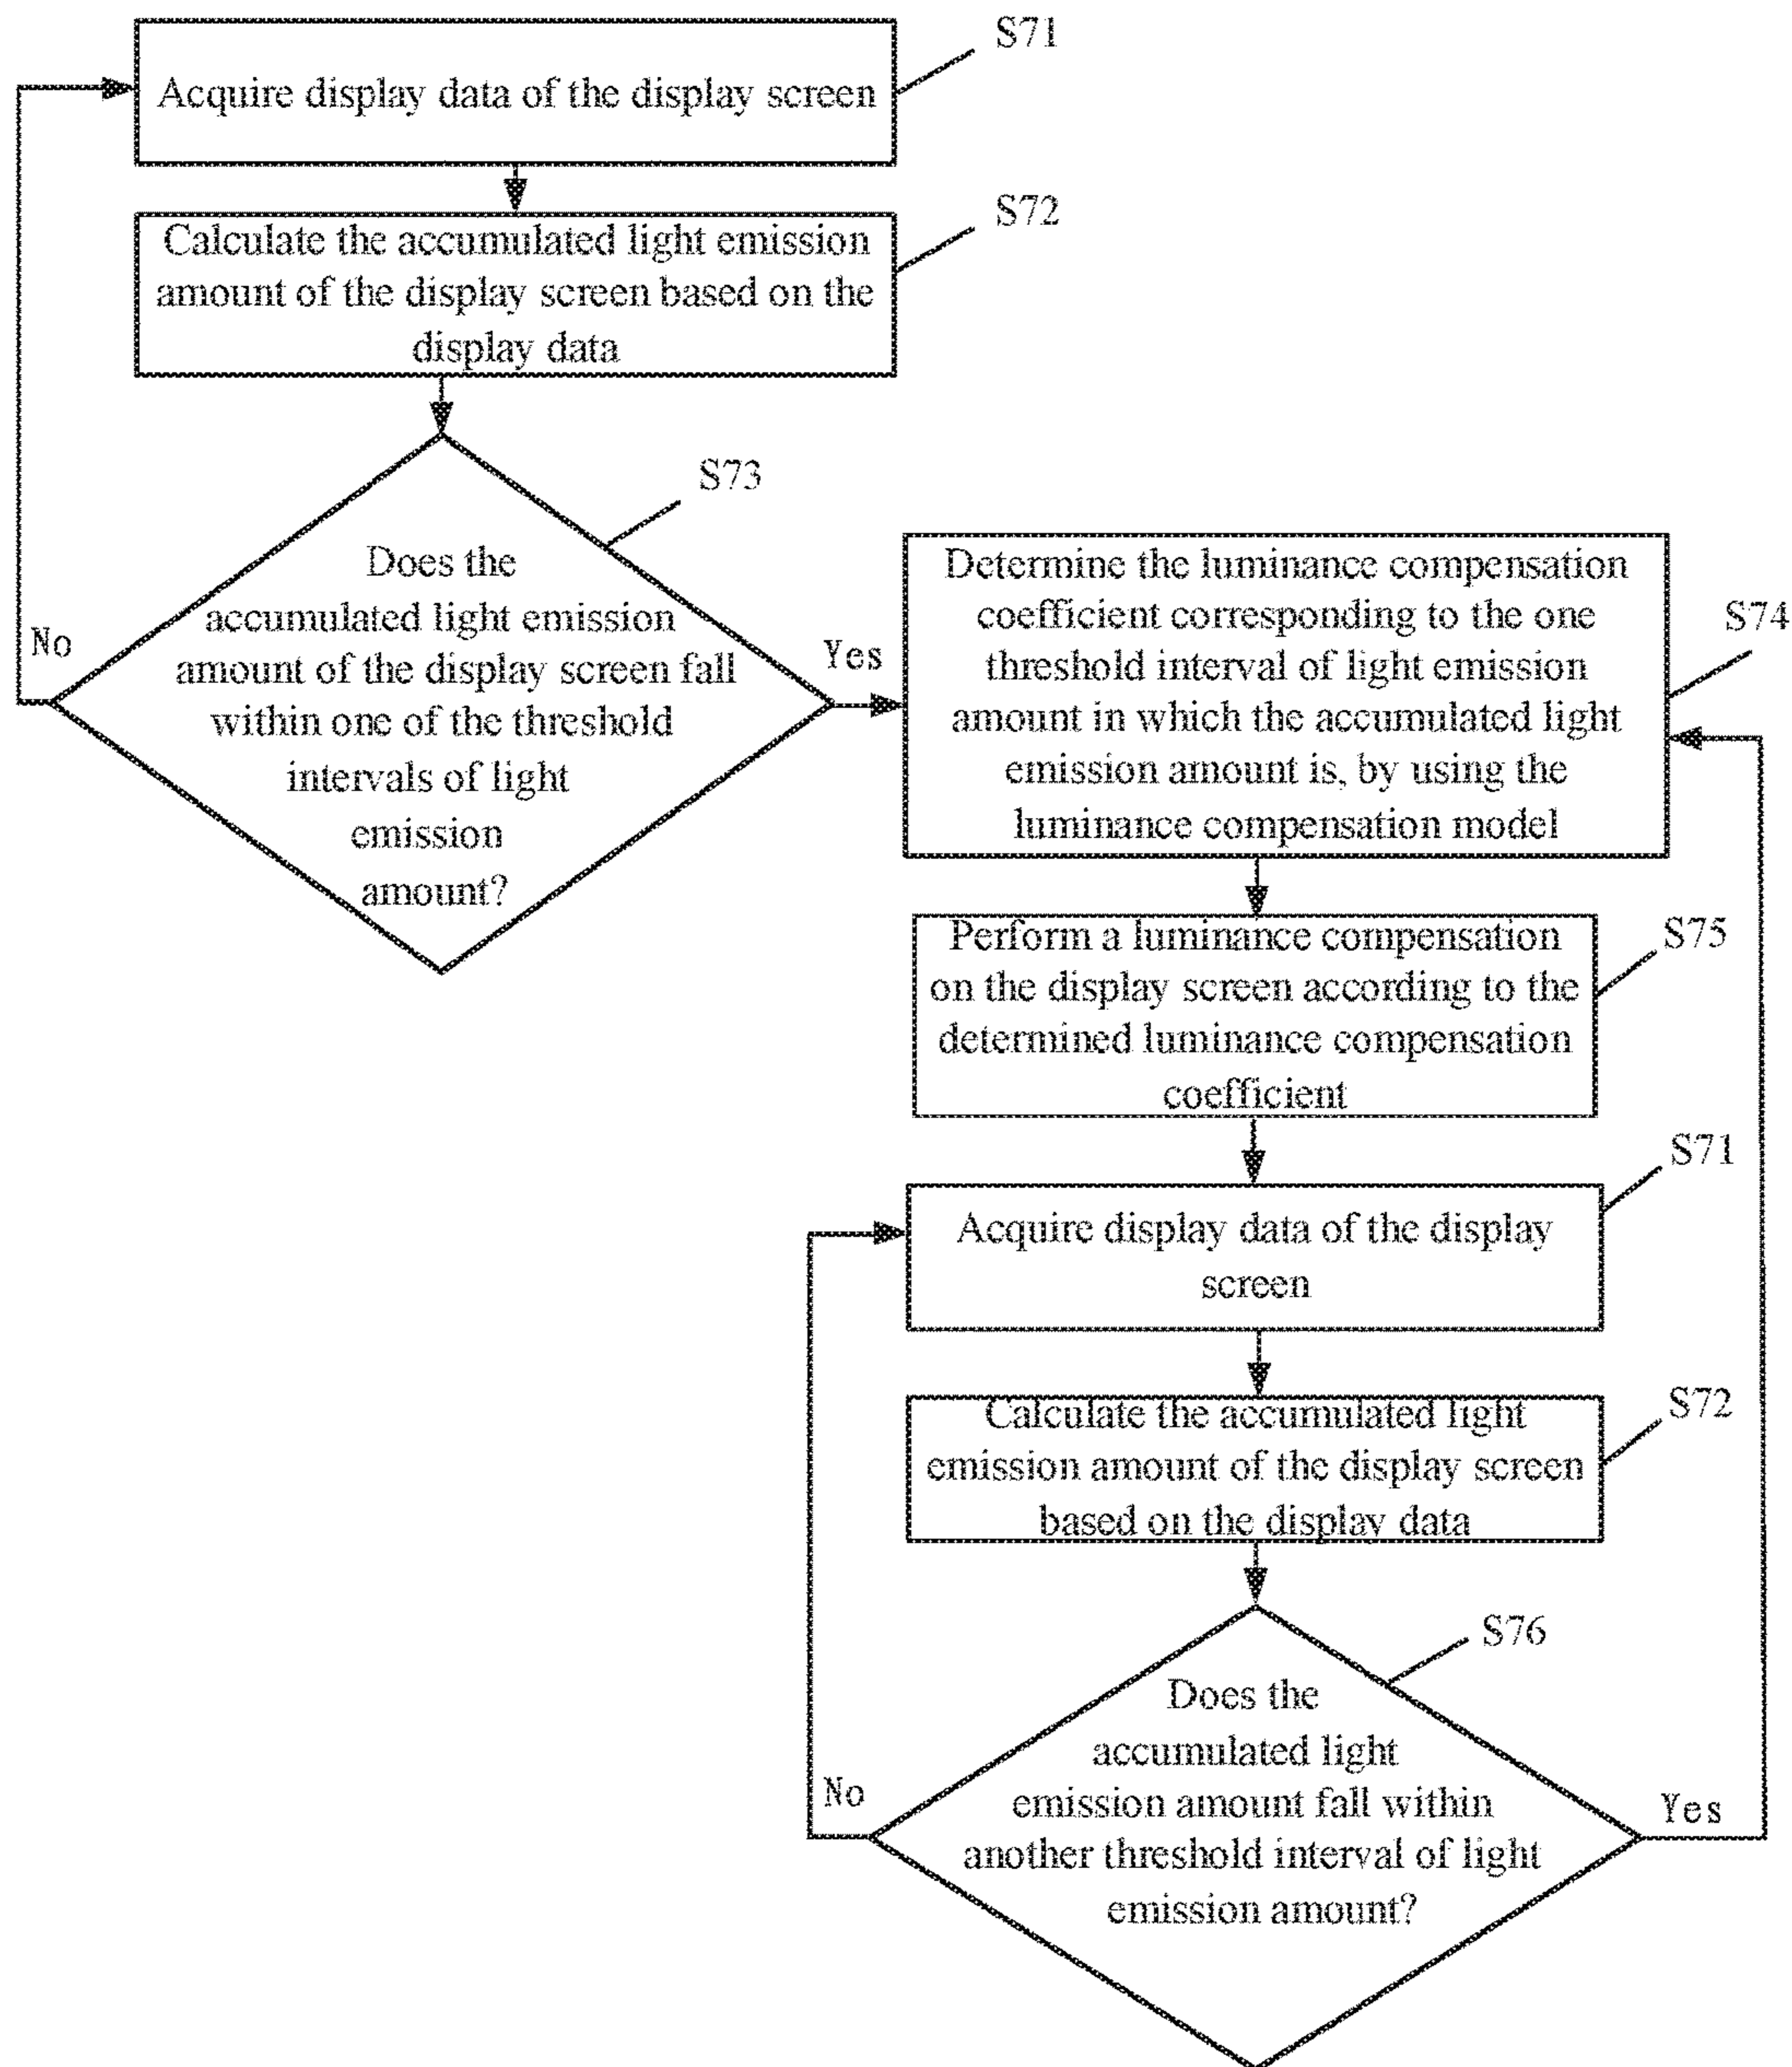 S71
Acquire display data of the display screen
S72
Calculate the accumulated light emission
amount of the display screen based on the
display data
S73
Does the
accumulated light emission
amount of the display screen fall
within one of the threshold
intervals of light
emission
amount?
No
Yes
Determine the luminance compensation
coefficient corresponding to the one
threshold interval of light emission
amount in which the accumulated light
emission amount is, by using the
luminance compensation model
S74
Perform a luminance compensation
on the display screen according to the
determined luminance compensation
coefficient
S75
S71
Acquire display data of the display
screen
S72
Calculate the accumulated light
emission amount of the display screen
based on the display data
S76
Does the
accumulated light
emission amount fall within
another threshold interval of light
emission amount?
No
Yes